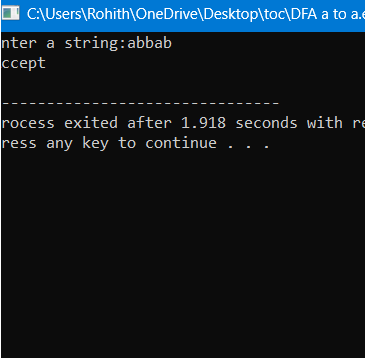 C:\Users\Rohith\OneDrive\Desktop\toc\DFA a to a.e
nter a string:abbab
ccept
-------------------------------
rocess exited after 1.918 seconds with re
ress any key to continue . . .